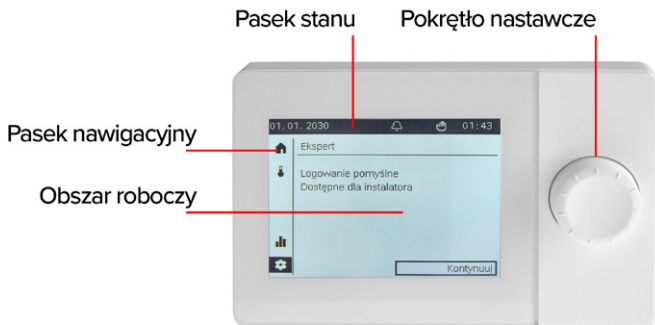 Pasek stanu
Pokrętło nastawcze
Pasek nawigacyjny
Obszar roboczy
01. 01. 2030 01:43
Ekspert
Logowanie pomyślne
Dostępne dla instalatora
Kontynuuj